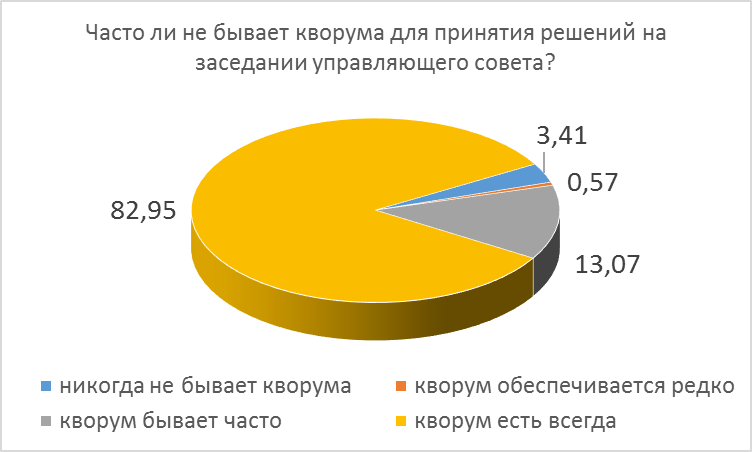 Часто ли не бывает кворума для принятия решений на
заседании управляющего совета?
3,41
0,57
82,95
13,07
никогда не бывает кворума
кворум обеспечивается редко
кворум бывает часто
кворум есть всегда